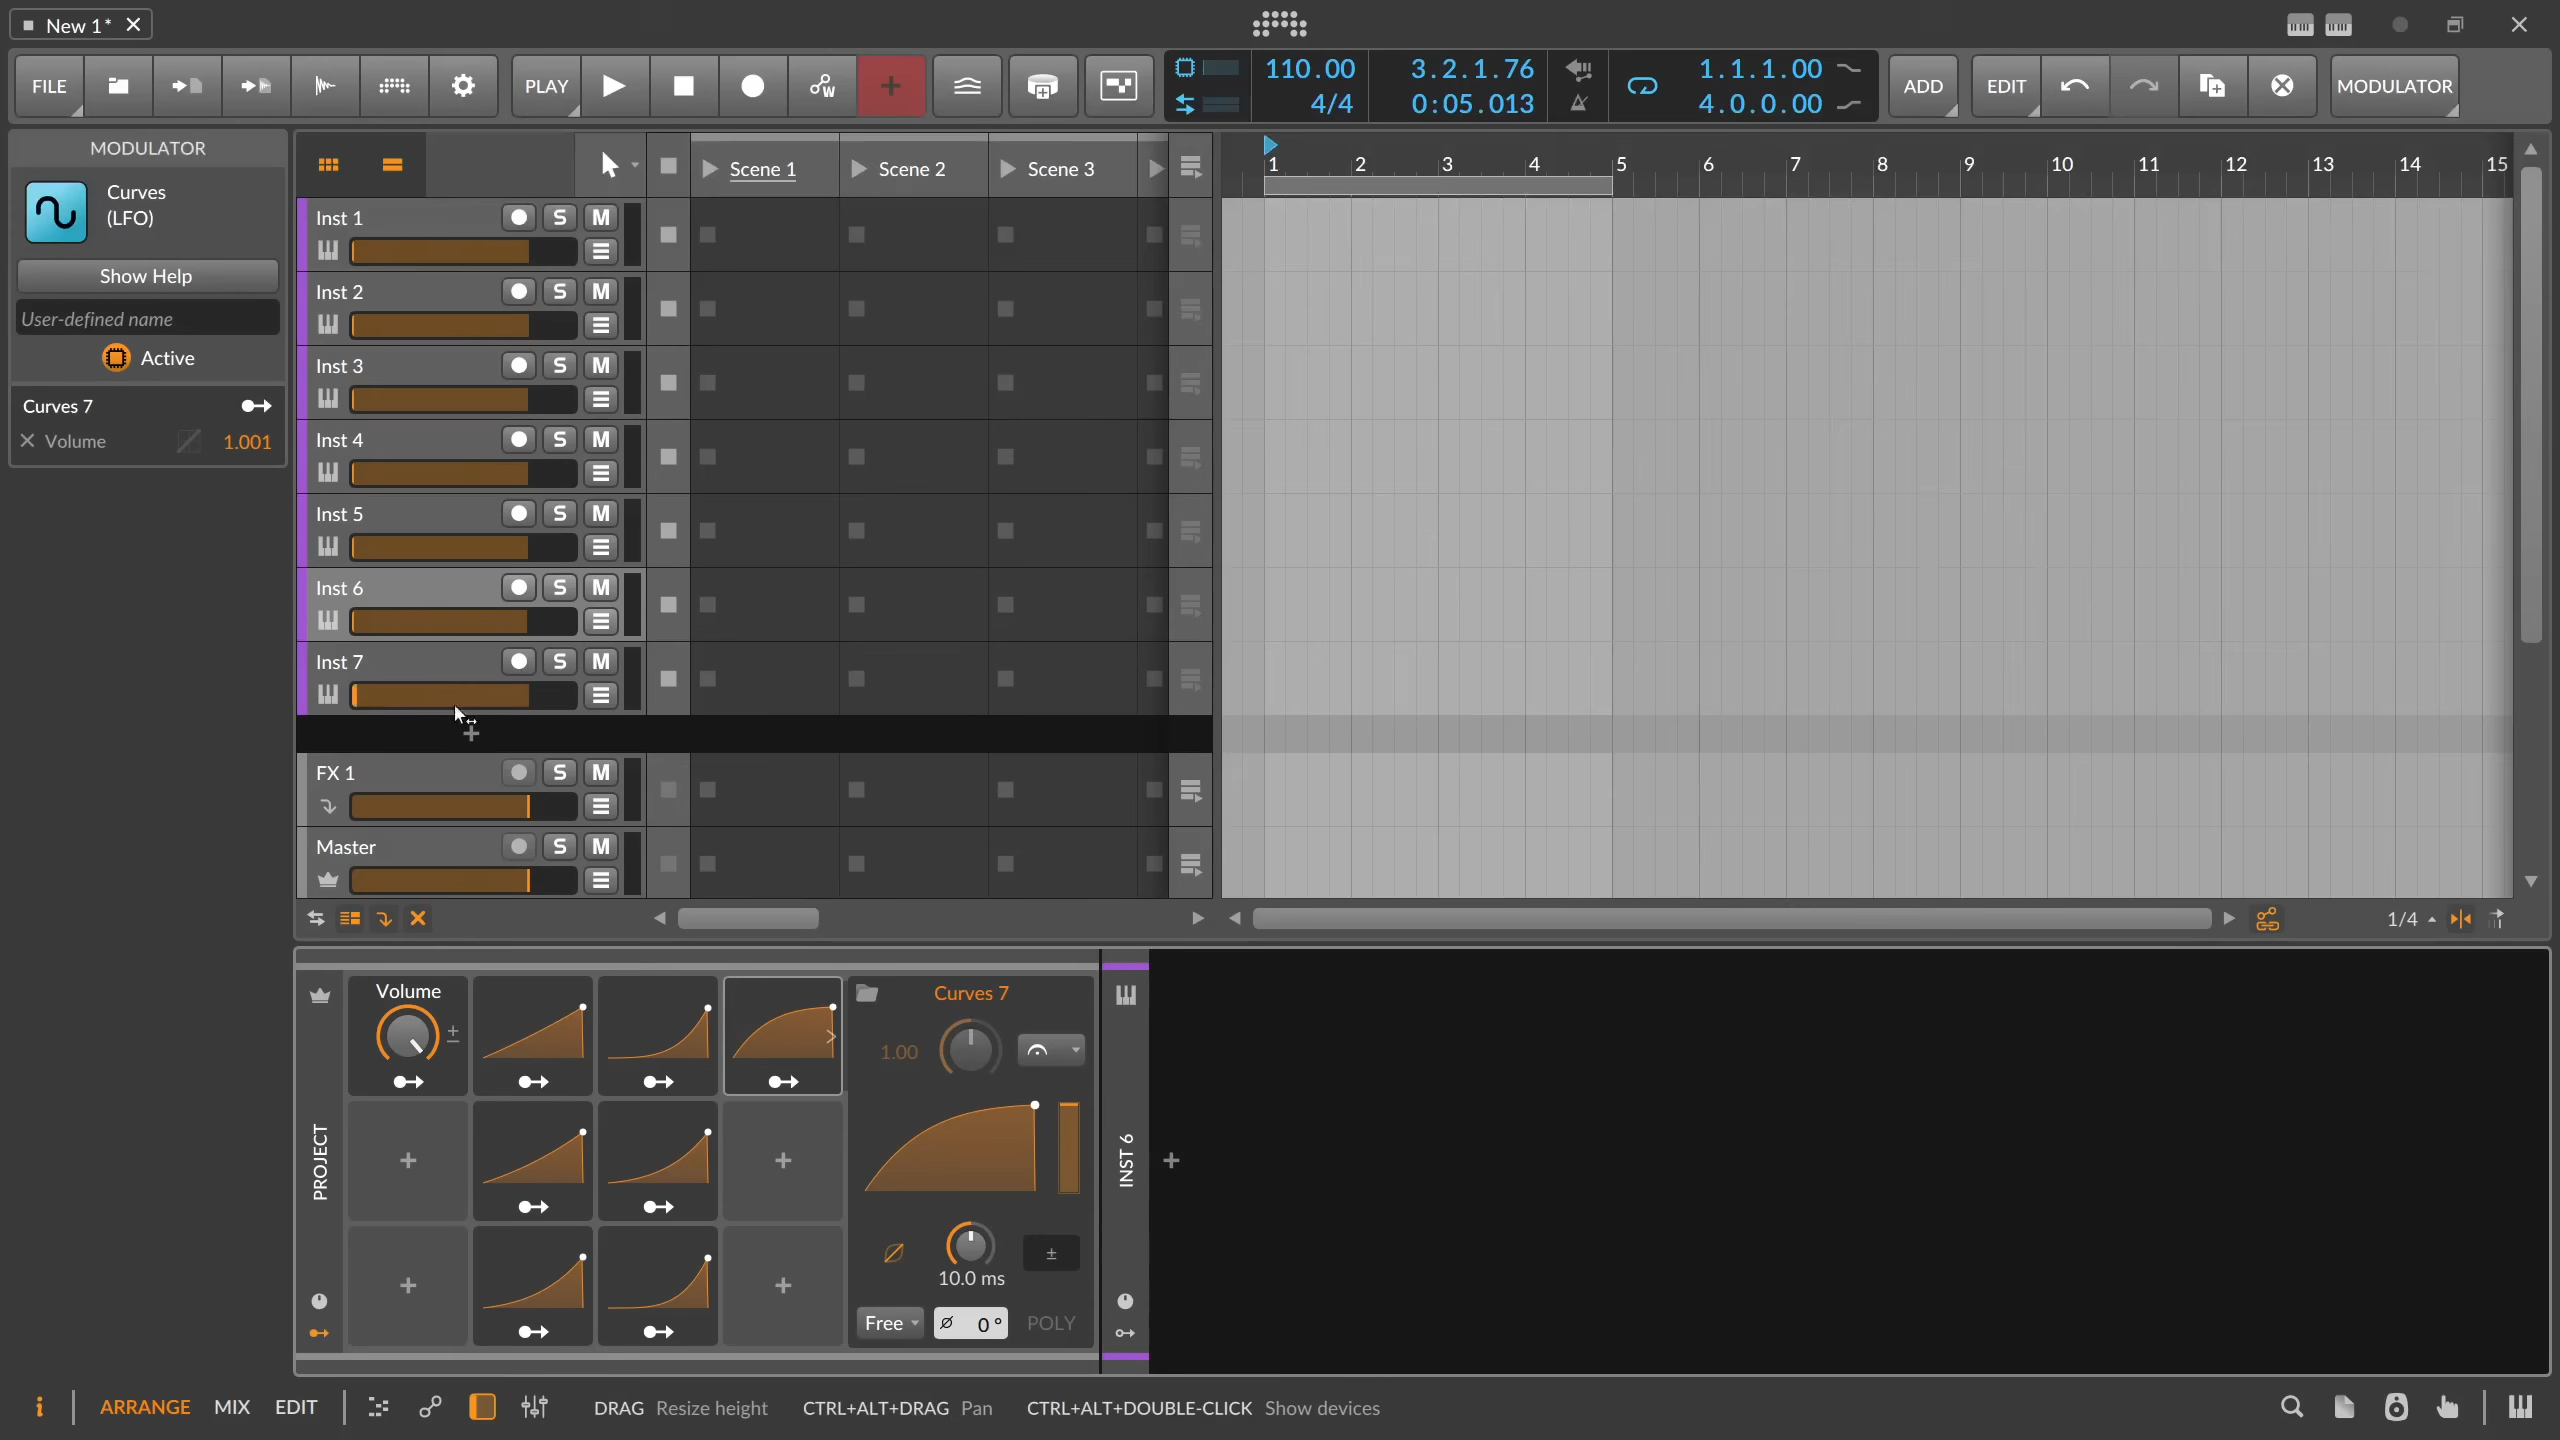 New 1*
FILE
PLAY
110.00
4/4
3.2.1.76
0:05.013
1.1.1.00
4.0.0.00
ADD
EDIT
MODULATOR
MODULATOR
Curves
(LFO)
Show Help
User-defined name
Active
Curves 7
Volume 1.001
Scene 1
Scene 2
Scene 3
1 2 3 4 5 6 7 8 9 10 11 12 13 14 15
Inst 1 S M
Inst 2 S M
Inst 3 S M
Inst 4 S M
Inst 5 S M
Inst 6 S M
Inst 7 S M
FX 1 S M
Master S M
1/4
PROJECT
Volume
Curves 7
1.00
10.0 ms
Free
0 °
POLY
INST 6
i ARRANGE MIX EDIT
DRAG Resize height CTRL+ALT+DRAG Pan CTRL+ALT+DOUBLE-CLICK Show devices